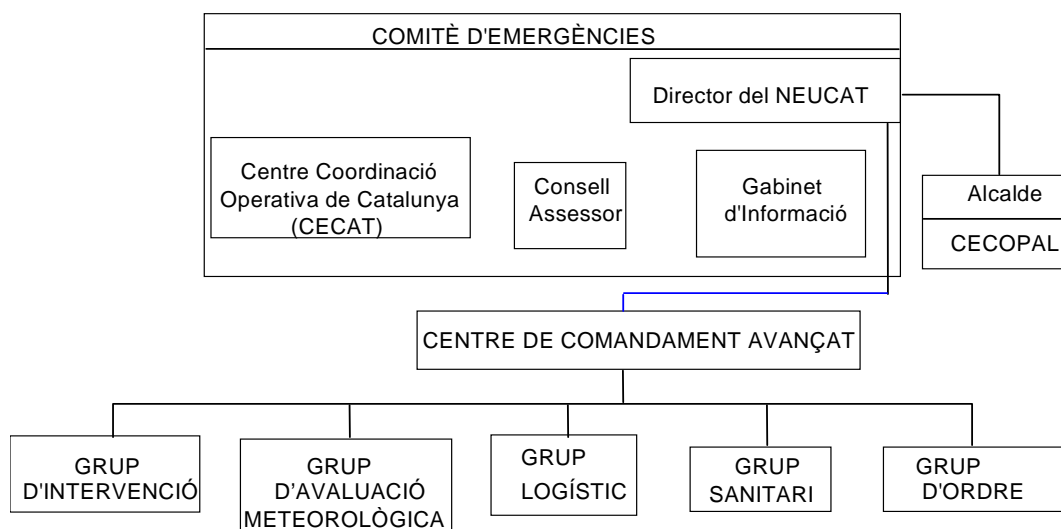 COMITÈ D'EMERGÈNCIES
Director del NEUCAT
Centre Coordinació
Operativa de Catalunya
(CECAT)
Consell
Assessor
Gabinet
d'Informació
Alcalde
CECOPAL
CENTRE DE COMANDAMENT AVANÇAT
GRUP
D'INTERVENCIÓ
GRUP
D’AVALUACIÓ
METEOROLÒGICA
GRUP
LOGÍSTIC
GRUP
SANITARI
GRUP
D'ORDRE